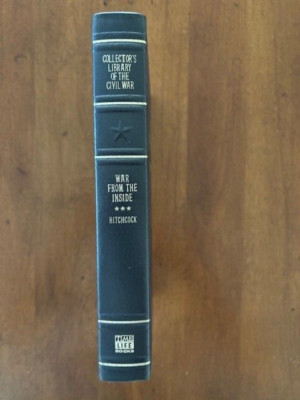 COLLECTOR'S
LIBRARY
OF THE
CIVIL WAR
WAR
FROM THE
INSIDE
★★★
HITCHCOCK
TIME
LIFE
BOOKS